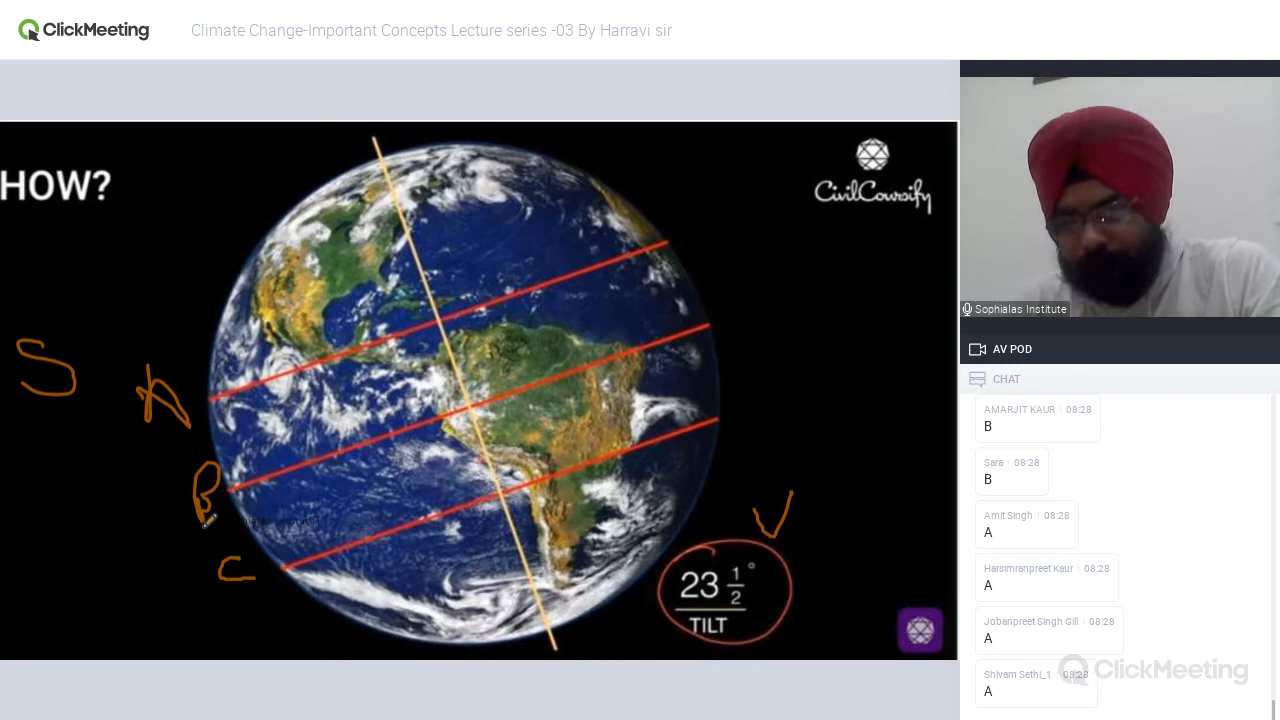 ClickMeeting
Climate Change-Important Concepts Lecture series -03 By Harravi sir
HOW?
CivilCoursify
S
A
B
C
23 1/2°
TILT
Sophialas Institute
AV POD
CHAT
AMARJIT KAUR 08:28
B
Sara 08:28
B
Amit Singh 08:28
A
Harsimranpreet Kaur 08:28
A
Jobanpreet Singh Gill 08:28
A
Shivam Sethi_1 08:28
A
ClickMeeting